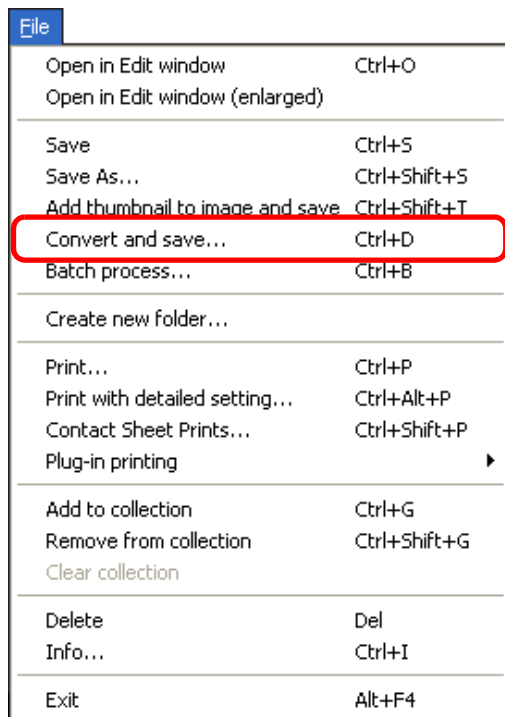 File
Open in Edit window Ctrl+O
Open in Edit window (enlarged)
Save Ctrl+S
Save As... Ctrl+Shift+S
Add thumbnail to image and save Ctrl+Shift+T
Convert and save... Ctrl+D
Batch process... Ctrl+B
Create new folder...
Print... Ctrl+P
Print with detailed setting... Ctrl+Alt+P
Contact Sheet Prints... Ctrl+Shift+P
Plug-in printing
Add to collection Ctrl+G
Remove from collection Ctrl+Shift+G
Clear collection
Delete Del
Info... Ctrl+I
Exit Alt+F4